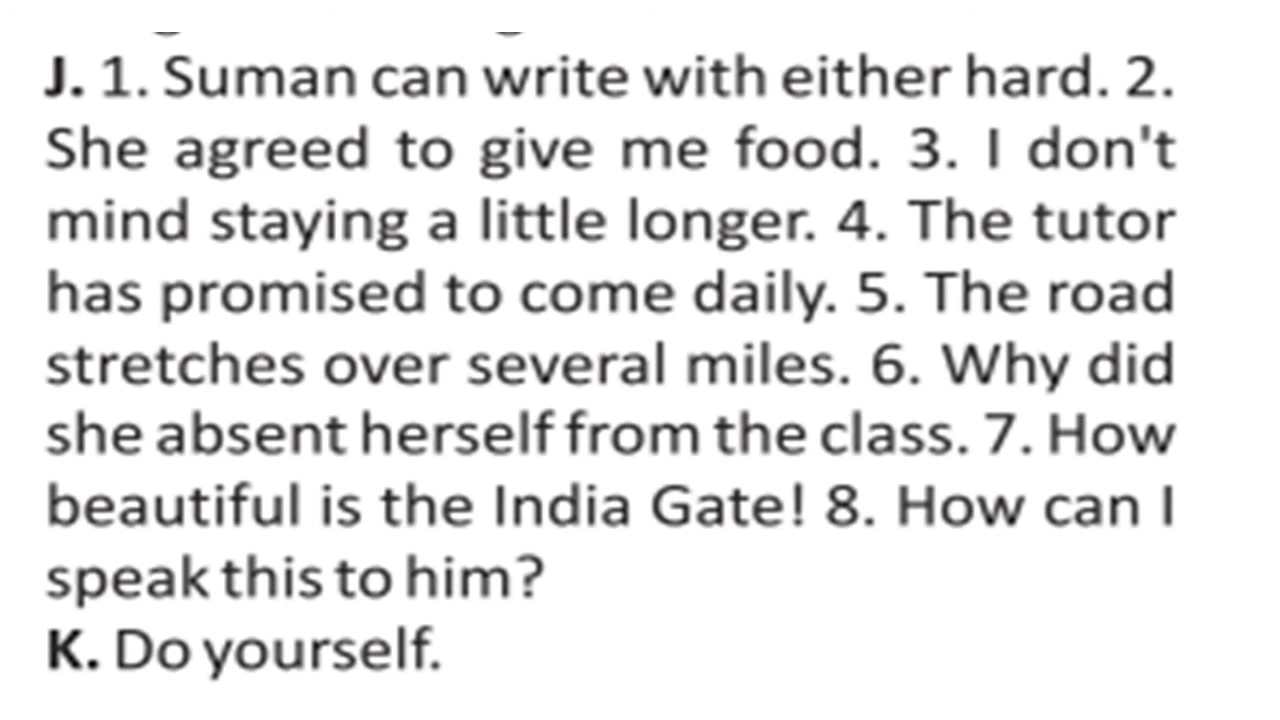 J. 1. Suman can write with either hard. 2.
She agreed to give me food. 3. I don't
mind staying a little longer. 4. The tutor
has promised to come daily. 5. The road
stretches over several miles. 6. Why did
she absent herself from the class. 7. How
beautiful is the India Gate! 8. How can I
speak this to him?
K. Do yourself.